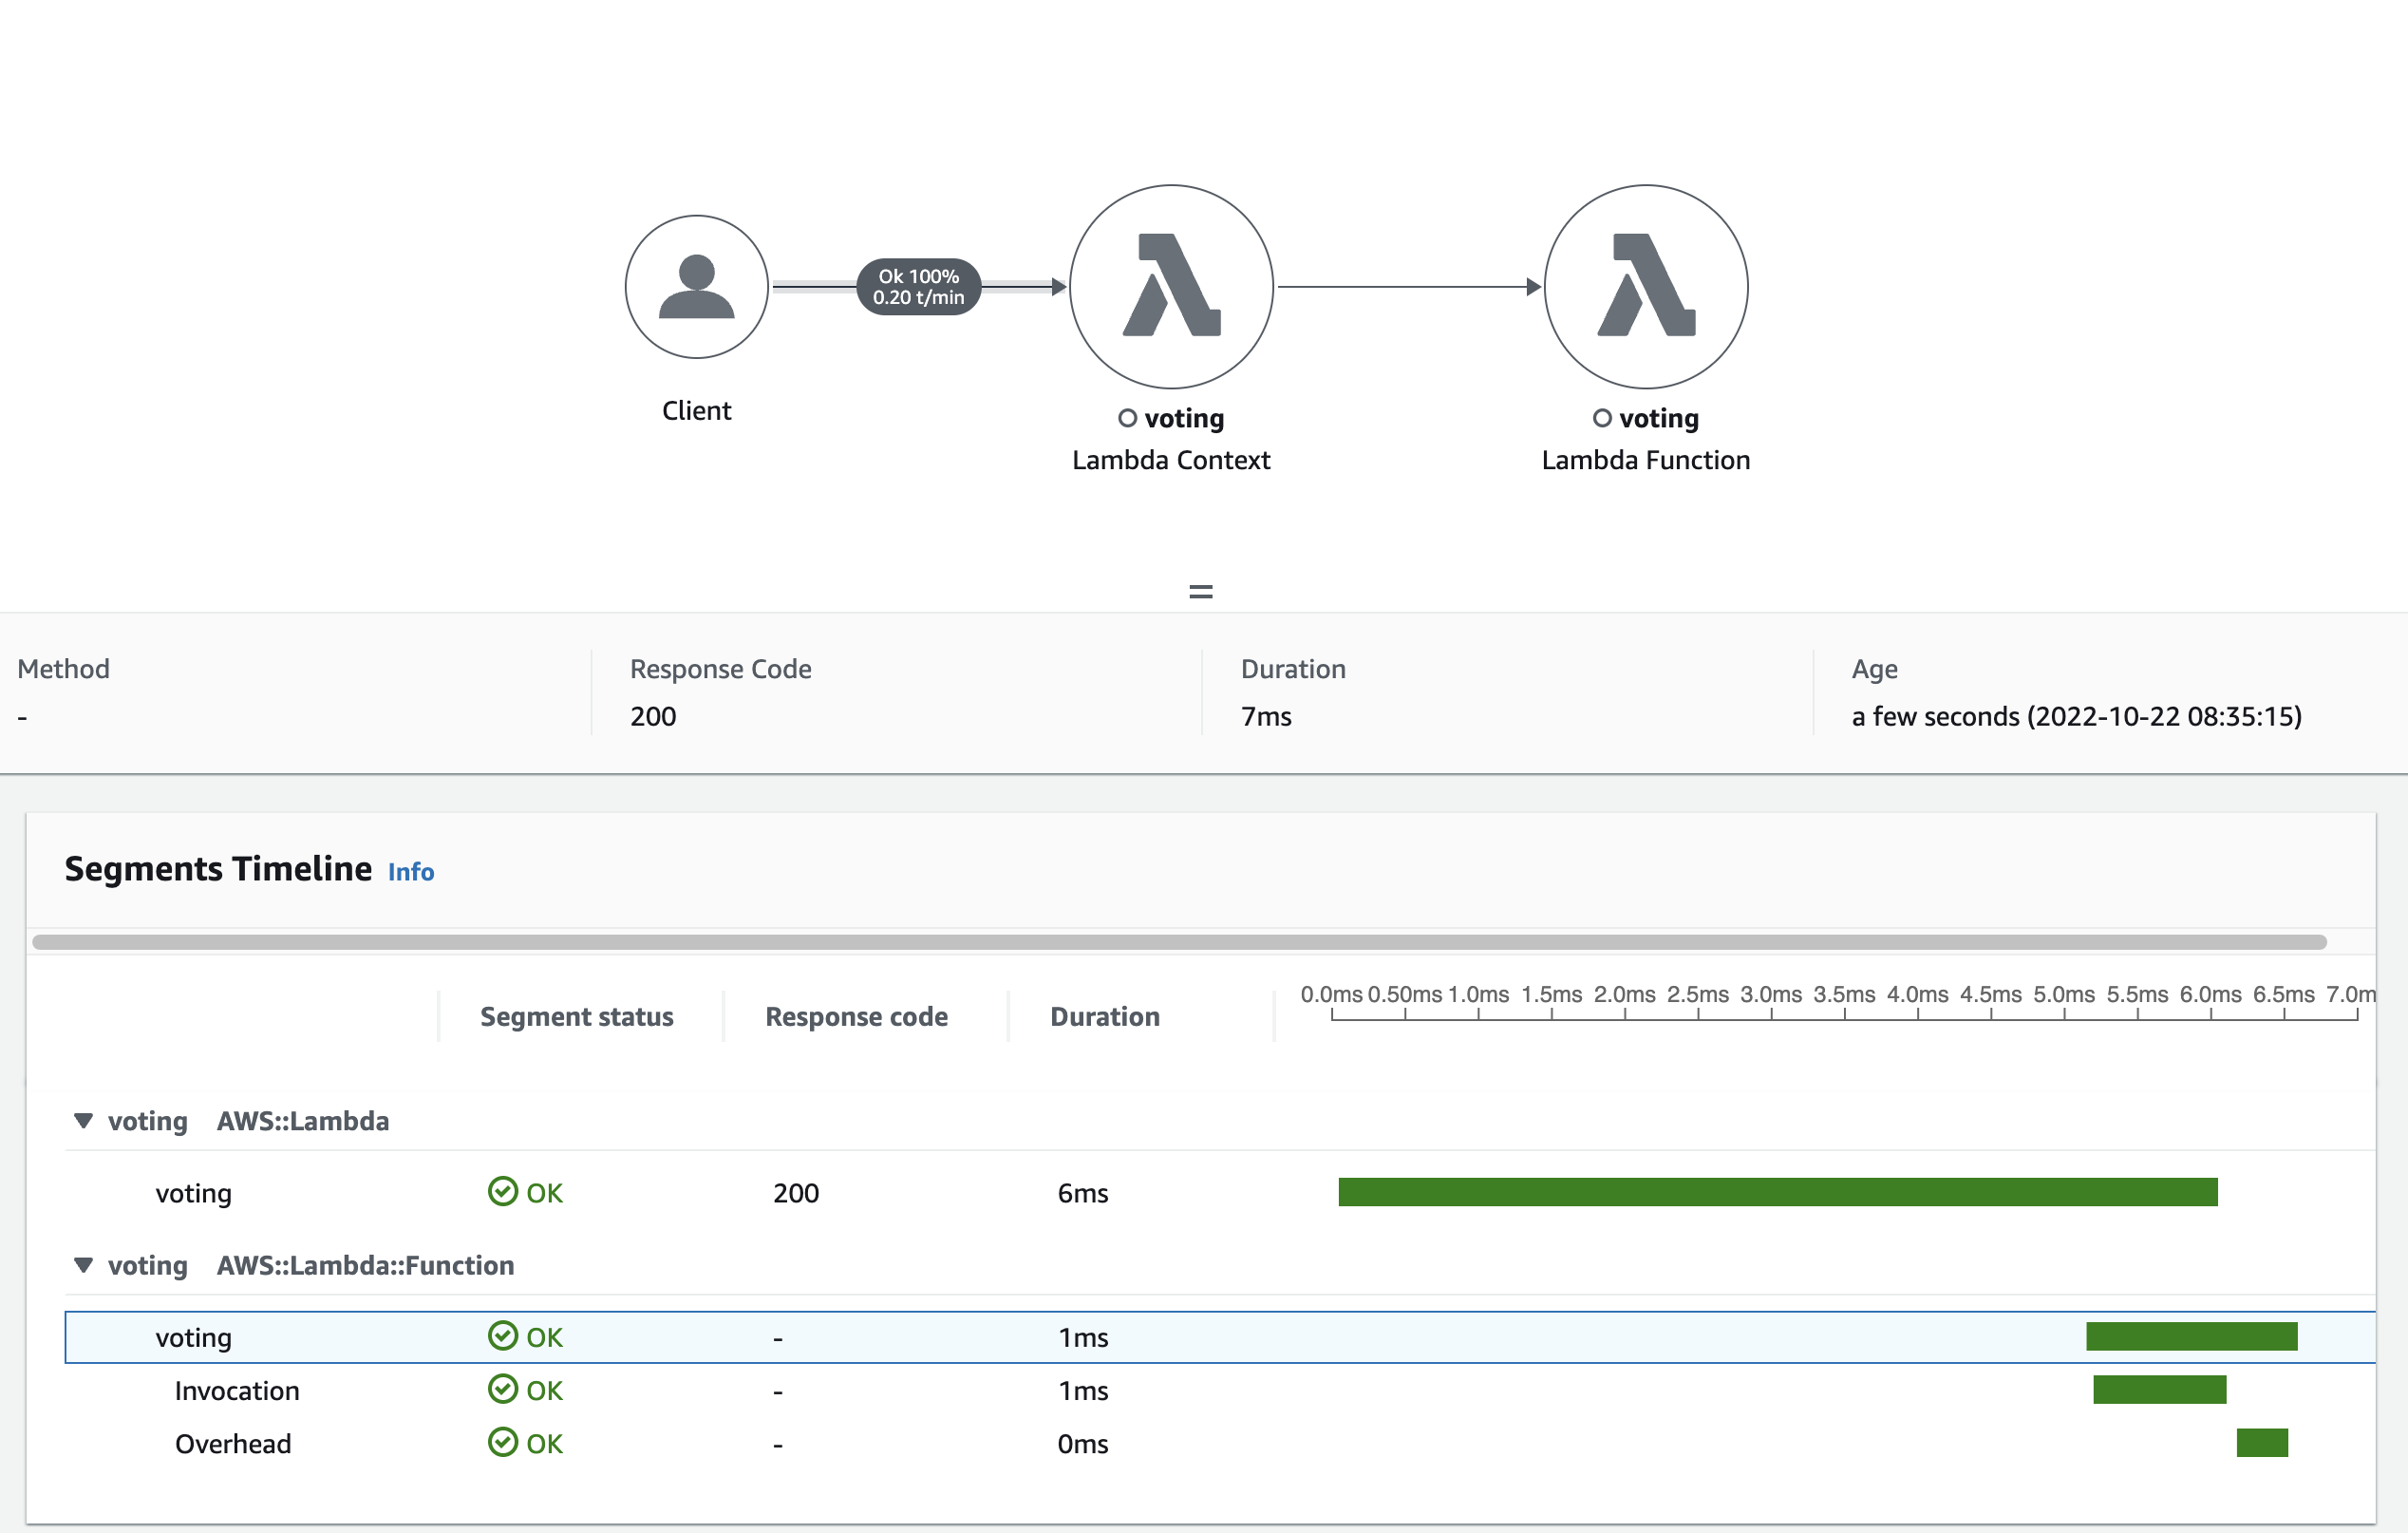 Ok 100%
0.20 t/min
Client
voting
Lambda Context
voting
Lambda Function
Method
-
Response Code
200
Duration
7ms
Age
a few seconds (2022-10-22 08:35:15)
Segments Timeline Info
Segment status Response code Duration
0.0ms 0.50ms 1.0ms 1.5ms 2.0ms 2.5ms 3.0ms 3.5ms 4.0ms 4.5ms 5.0ms 5.5ms 6.0ms 6.5ms 7.0m
voting AWS::Lambda
voting OK 200 6ms
voting AWS::Lambda::Function
voting OK - 1ms
Invocation OK - 1ms
Overhead OK - 0ms